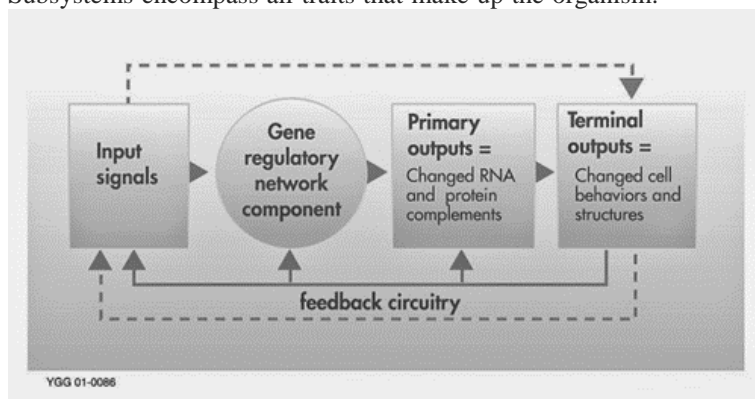 Subsystems encompass all traits that make up the organism.
Input
signals
Gene
regulatory
network
component
Primary
outputs =
Changed RNA
and protein
complements
Terminal
outputs =
Changed cell
behaviors and
structures
feedback circuitry
YGG 01-0086